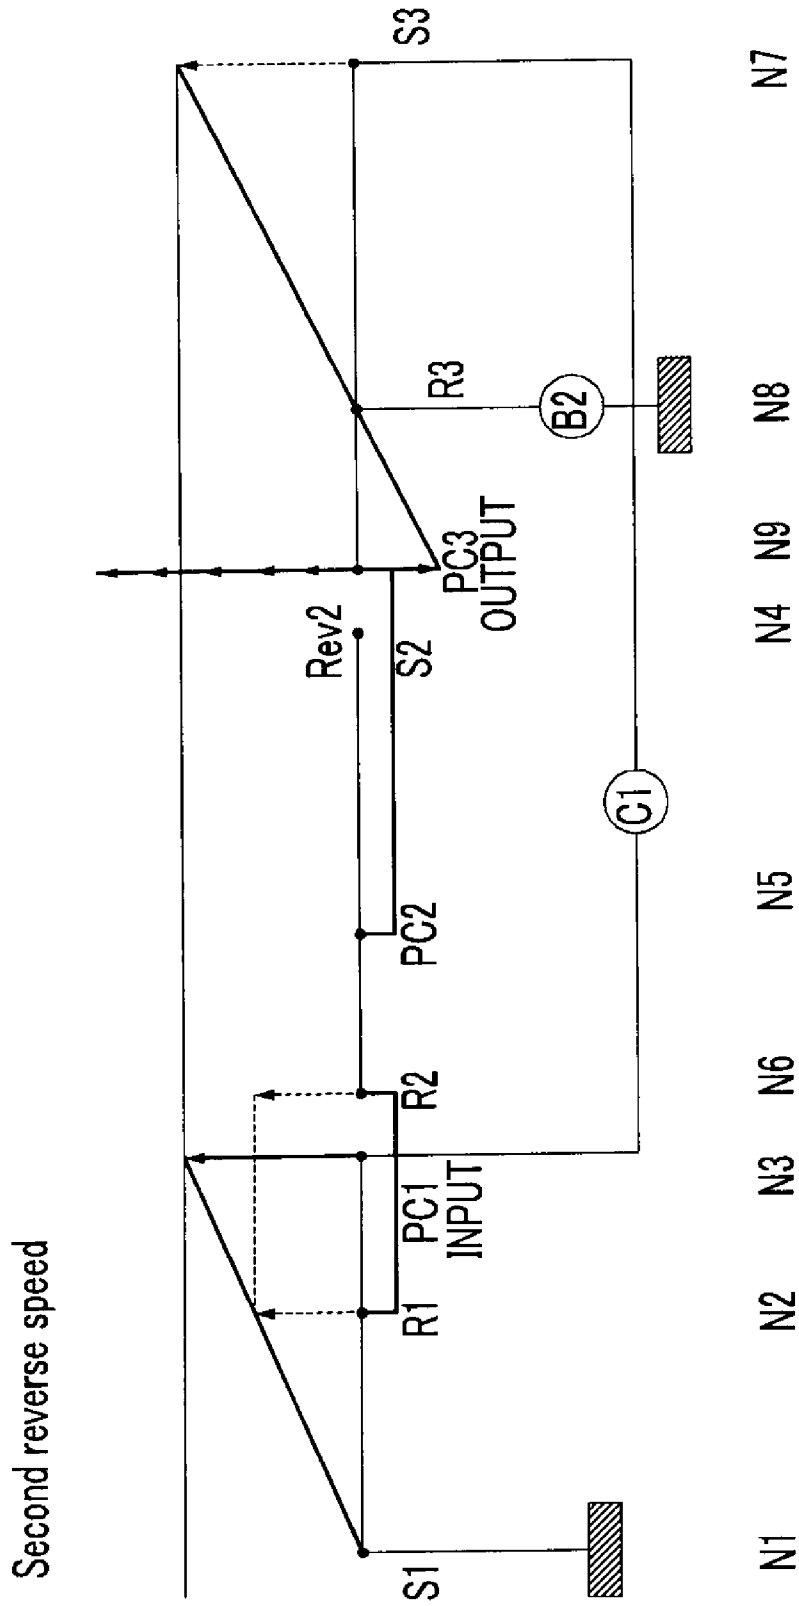 Second reverse speed
S1
R1
PC1
INPUT
R2
PC2
Rev2
S2
PC3
OUTPUT
R3
S3
C1
B2
N1
N2
N3
N6
N5
N4
N9
N8
N7